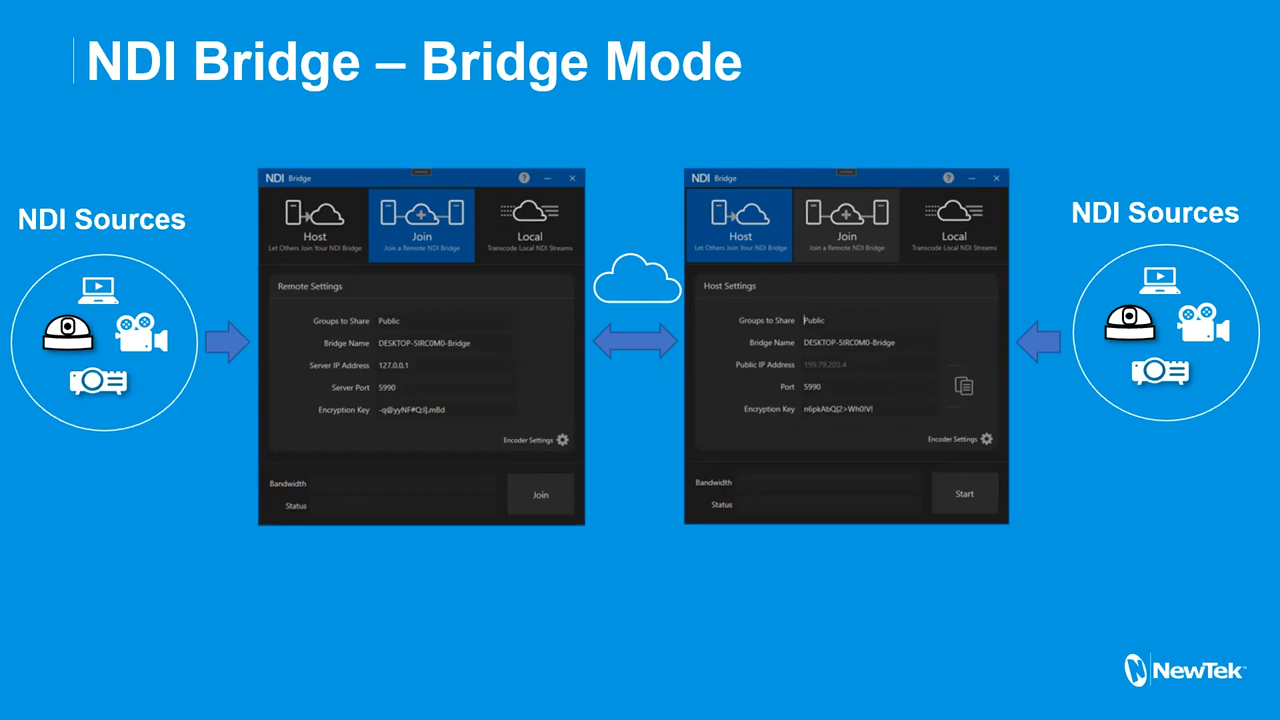 NDI Bridge – Bridge Mode
NDI Sources
NDI Bridge
Host
Let Others Join Your NDI Bridge
Join
Join a Remote NDI Bridge
Local
Transcode Local NDI Streams
Remote Settings
Groups to Share Public
Bridge Name DESKTOP-5IRC0M0-Bridge
Server IP Address 127.0.0.1
Server Port 5990
Encryption Key
Encoder Settings
Bandwidth
Status
Join
NDI Bridge
Host
Let Others Join Your NDI Bridge
Join
Join a Remote NDI Bridge
Local
Transcode Local NDI Streams
Host Settings
Groups to Share Public
Bridge Name DESKTOP-5IRC0M0-Bridge
Public IP Address 199.79.203.4
Port 5990
Encryption Key
Encoder Settings
Bandwidth
Status
Start
NDI Sources
NewTek